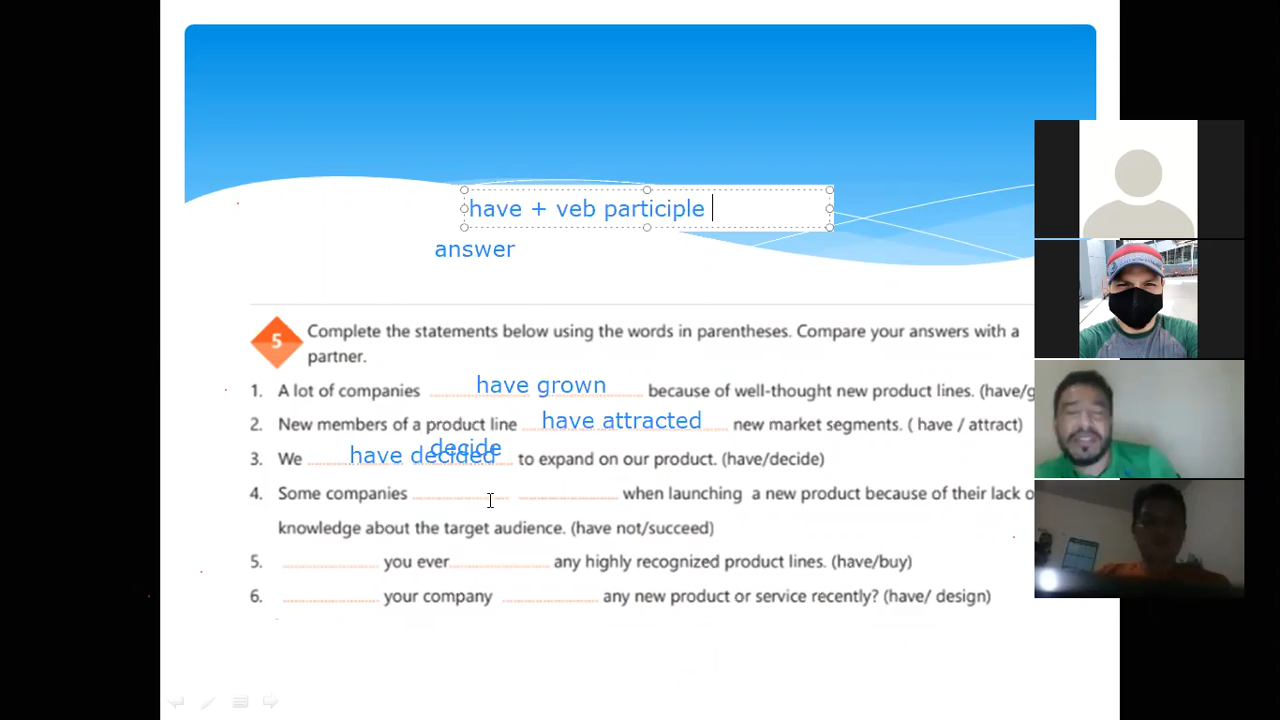 have + veb participle
answer
5 Complete the statements below using the words in parentheses. Compare your answers with a
partner.
1. A lot of companies have grown because of well-thought new product lines. (have/g
2. New members of a product line have attracted new market segments. ( have / attract)
decide
3. We have decided to expand on our product. (have/decide)
4. Some companies when launching a new product because of their lack o
knowledge about the target audience. (have not/succeed)
5. you ever any highly recognized product lines. (have/buy)
6. your company any new product or service recently? (have/ design)